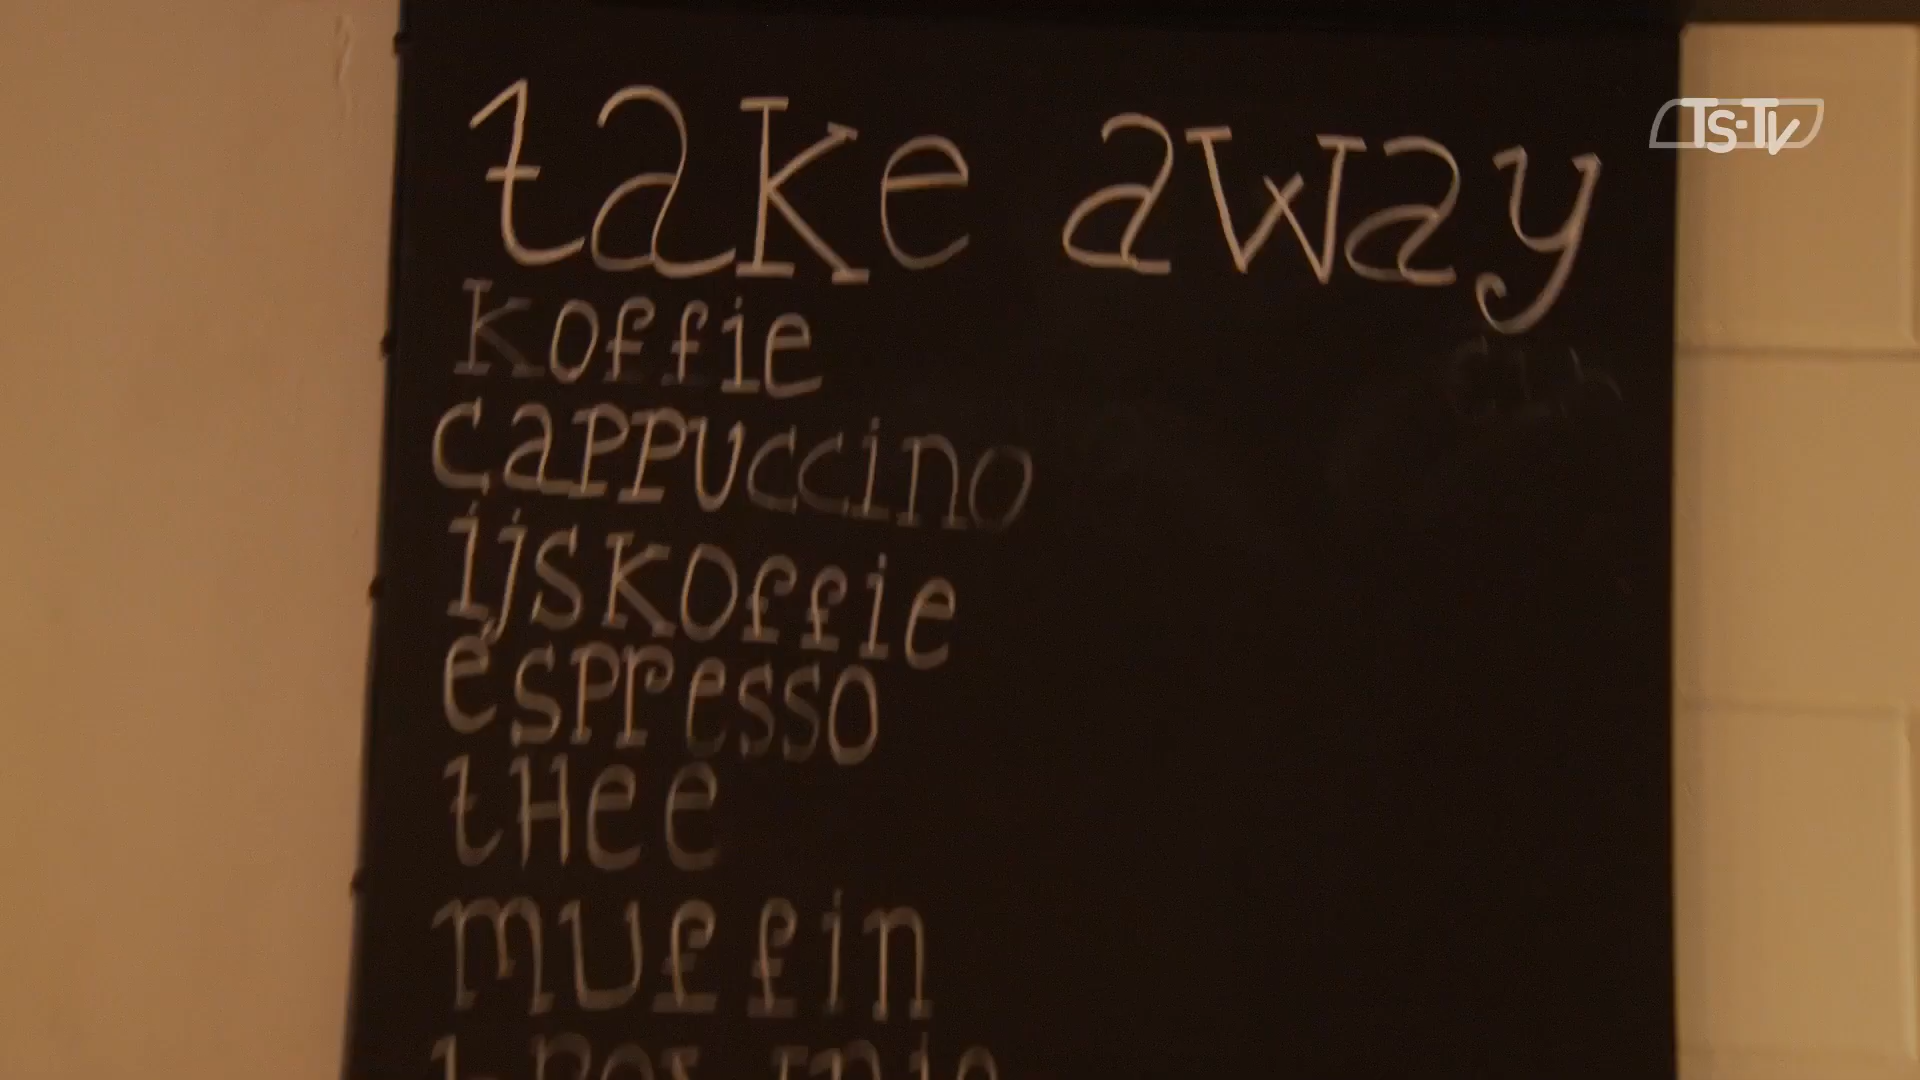 take away
TS-TV
koffie
cappuccino
ijskoffie
espresso
tHee
muffin